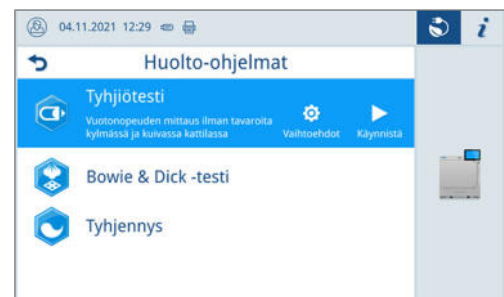 04.11.2021 12:29
Huolto-ohjelmat
Tyhjiötesti
Vuotonopeuden mittaus ilman tavaroita
kylmässä ja kuivassa kattilassa
Vaihtoehdot
Käynnistä
Bowie & Dick -testi
Tyhjennys